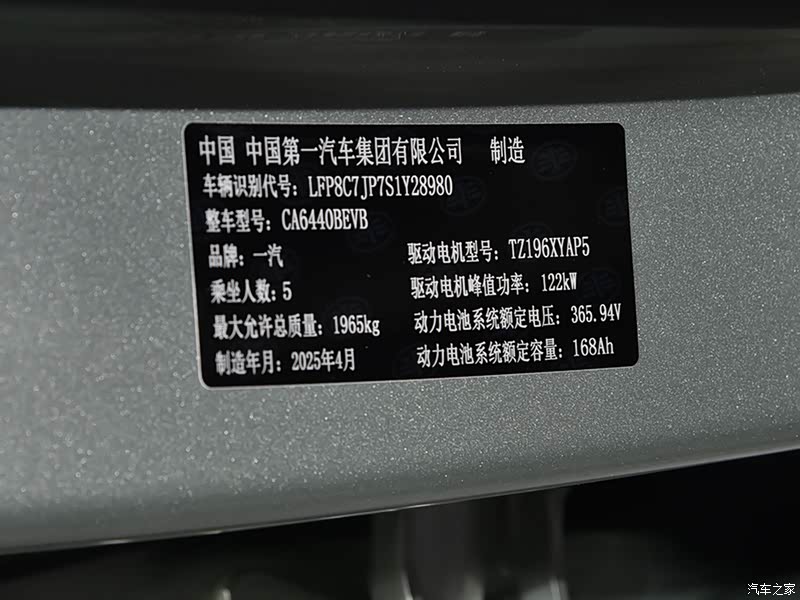 中国 中国第一汽车集团有限公司 制造
车辆识别代号：LFP8C7JP7S1Y28980
整车型号：CA6440BEVB
品牌：一汽 驱动电机型号：TZ196XYAP5
乘坐人数：5 驱动电机峰值功率：122kW
最大允许总质量：1965kg 动力电池系统额定电压：365.94V
制造年月：2025年4月 动力电池系统额定容量：168Ah
汽车之家